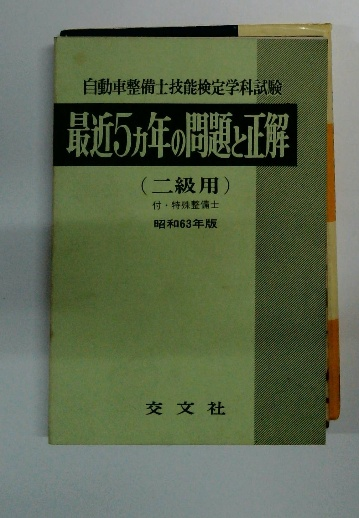 自動車整備士技能検定学科試験
最近5カ年の問題と正解
(二級用)
付・特殊整備士
昭和63年版
交文社